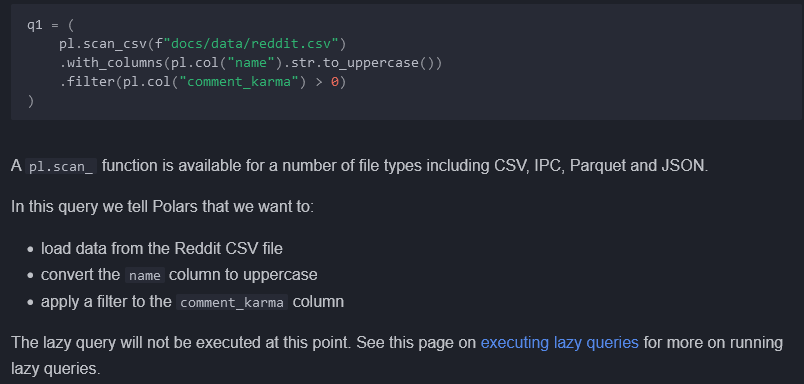 q1 = (
    pl.scan_csv(f"docs/data/reddit.csv")
    .with_columns(pl.col("name").str.to_uppercase())
    .filter(pl.col("comment_karma") > 0)
)
A pl.scan_ function is available for a number of file types including CSV, IPC, Parquet and JSON.
In this query we tell Polars that we want to:
• load data from the Reddit CSV file
• convert the name column to uppercase
• apply a filter to the comment_karma column
The lazy query will not be executed at this point. See this page on executing lazy queries for more on running
lazy queries.